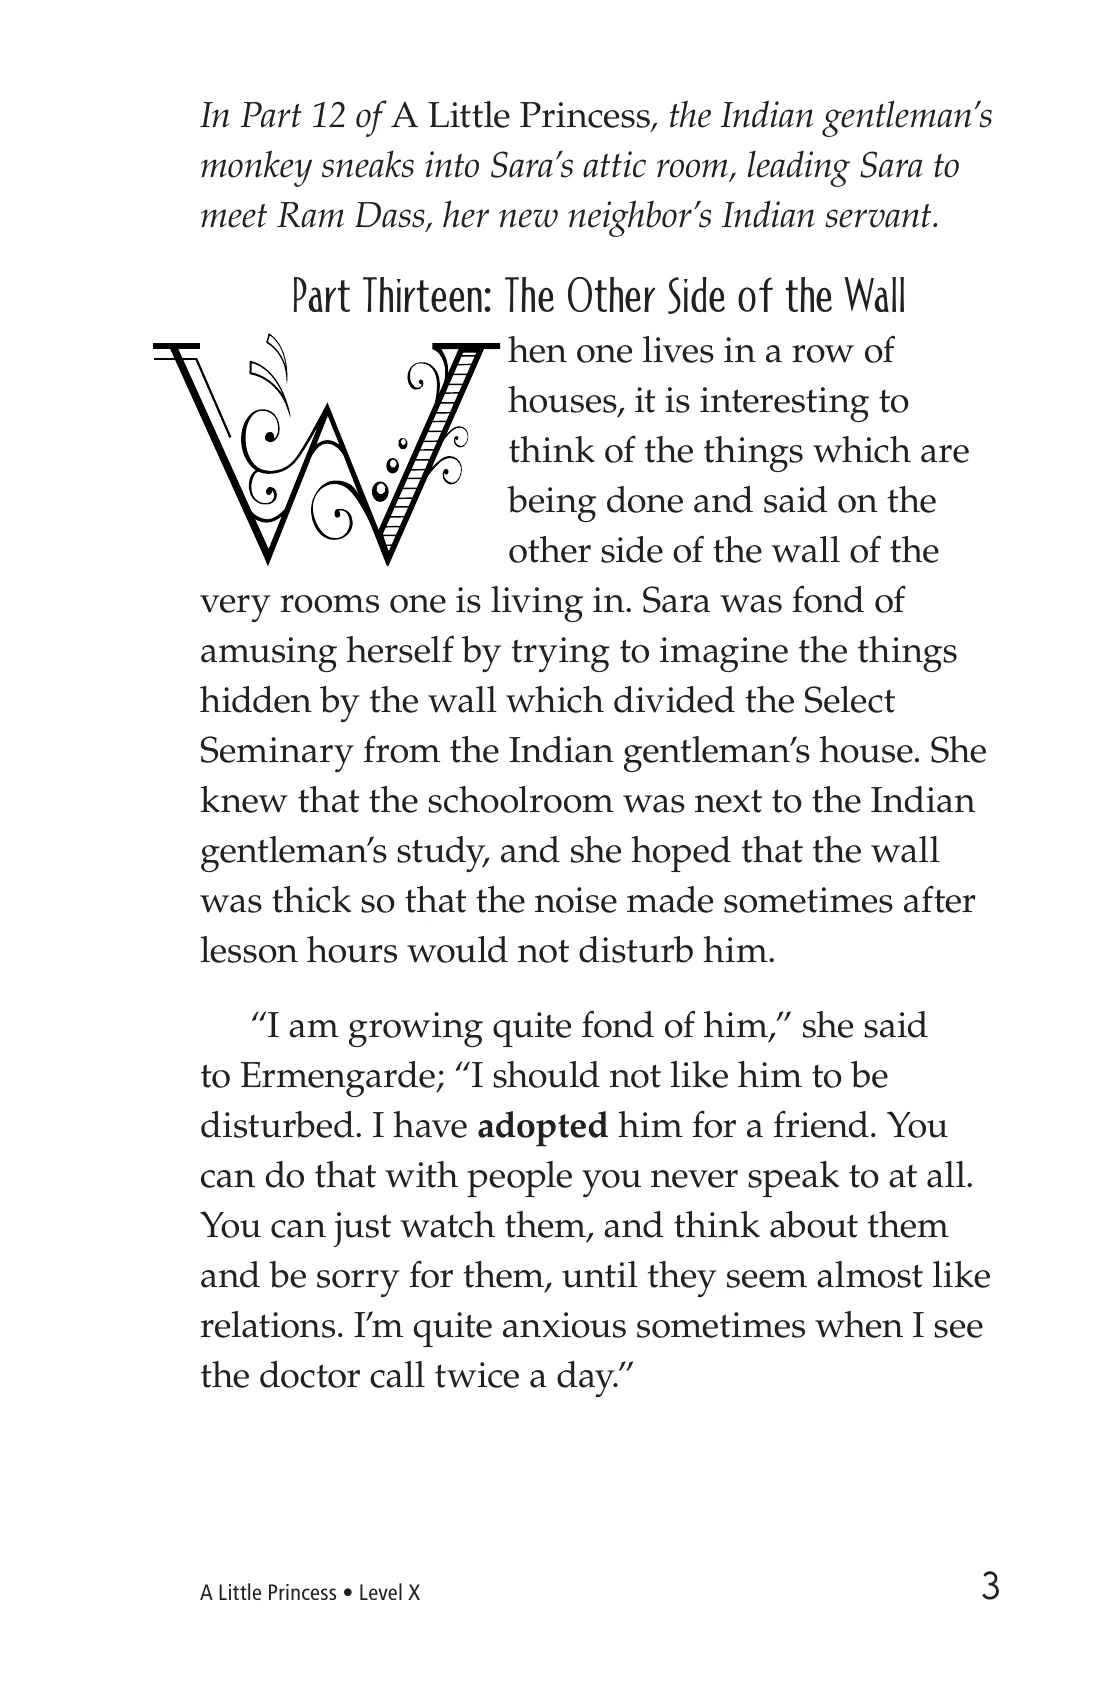 In Part 12 of A Little Princess, the Indian gentleman’s
monkey sneaks into Sara’s attic room, leading Sara to
meet Ram Dass, her new neighbor’s Indian servant.
Part Thirteen: The Other Side of the Wall
When one lives in a row of
houses, it is interesting to
think of the things which are
being done and said on the
other side of the wall of the
very rooms one is living in. Sara was fond of
amusing herself by trying to imagine the things
hidden by the wall which divided the Select
Seminary from the Indian gentleman’s house. She
knew that the schoolroom was next to the Indian
gentleman’s study, and she hoped that the wall
was thick so that the noise made sometimes after
lesson hours would not disturb him.
“I am growing quite fond of him,” she said
to Ermengarde; “I should not like him to be
disturbed. I have adopted him for a friend. You
can do that with people you never speak to at all.
You can just watch them, and think about them
and be sorry for them, until they seem almost like
relations. I’m quite anxious sometimes when I see
the doctor call twice a day.”
A Little Princess • Level X
3